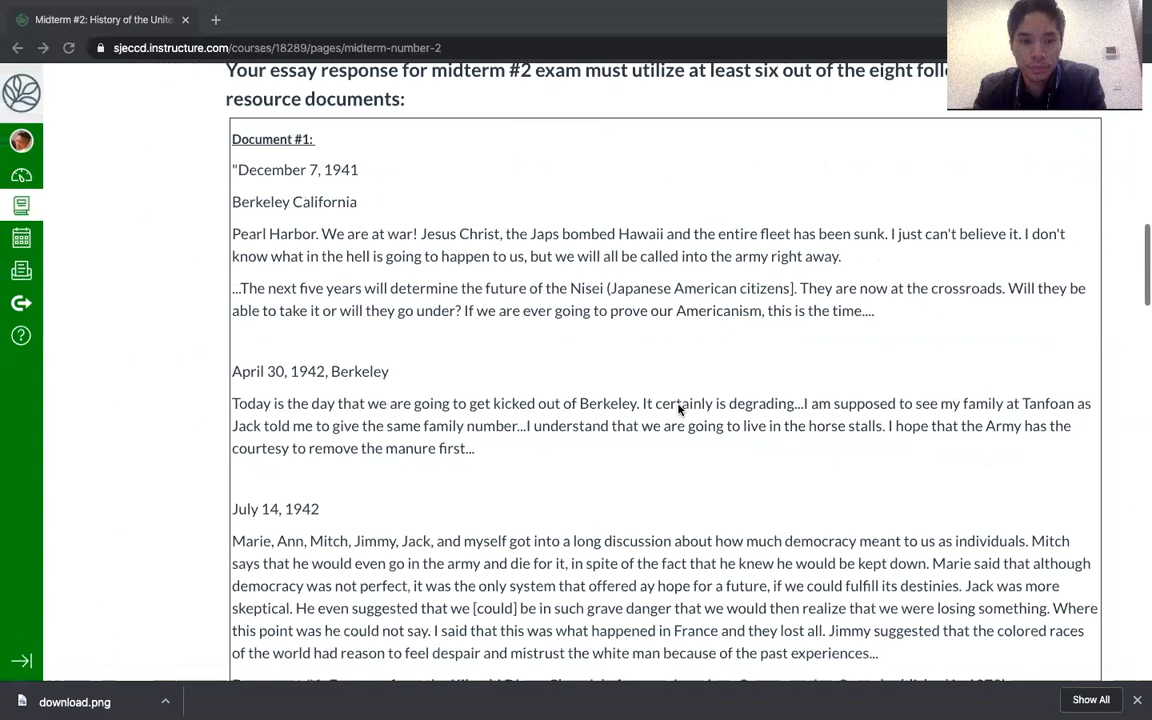 Midterm #2: History of the Unite
sjeccd.instructure.com/courses/18289/pages/midterm-number-2
Your essay response for midterm #2 exam must utilize at least six out of the eight foll
resource documents:
Document #1:
"December 7, 1941
Berkeley California
Pearl Harbor. We are at war! Jesus Christ, the Japs bombed Hawaii and the entire fleet has been sunk. I just can't believe it. I don't
know what in the hell is going to happen to us, but we will all be called into the army right away.
...The next five years will determine the future of the Nisei (Japanese American citizens]. They are now at the crossroads. Will they be
able to take it or will they go under? If we are ever going to prove our Americanism, this is the time....
April 30, 1942, Berkeley
Today is the day that we are going to get kicked out of Berkeley. It certainly is degrading...I am supposed to see my family at Tanfoan as
Jack told me to give the same family number...I understand that we are going to live in the horse stalls. I hope that the Army has the
courtesy to remove the manure first...
July 14, 1942
Marie, Ann, Mitch, Jimmy, Jack, and myself got into a long discussion about how much democracy meant to us as individuals. Mitch
says that he would even go in the army and die for it, in spite of the fact that he knew he would be kept down. Marie said that although
democracy was not perfect, it was the only system that offered ay hope for a future, if we could fulfill its destinies. Jack was more
skeptical. He even suggested that we [could] be in such grave danger that we would then realize that we were losing something. Where
this point was he could not say. I said that this was what happened in France and they lost all. Jimmy suggested that the colored races
of the world had reason to feel despair and mistrust the white man because of the past experiences...
download.png
Show All